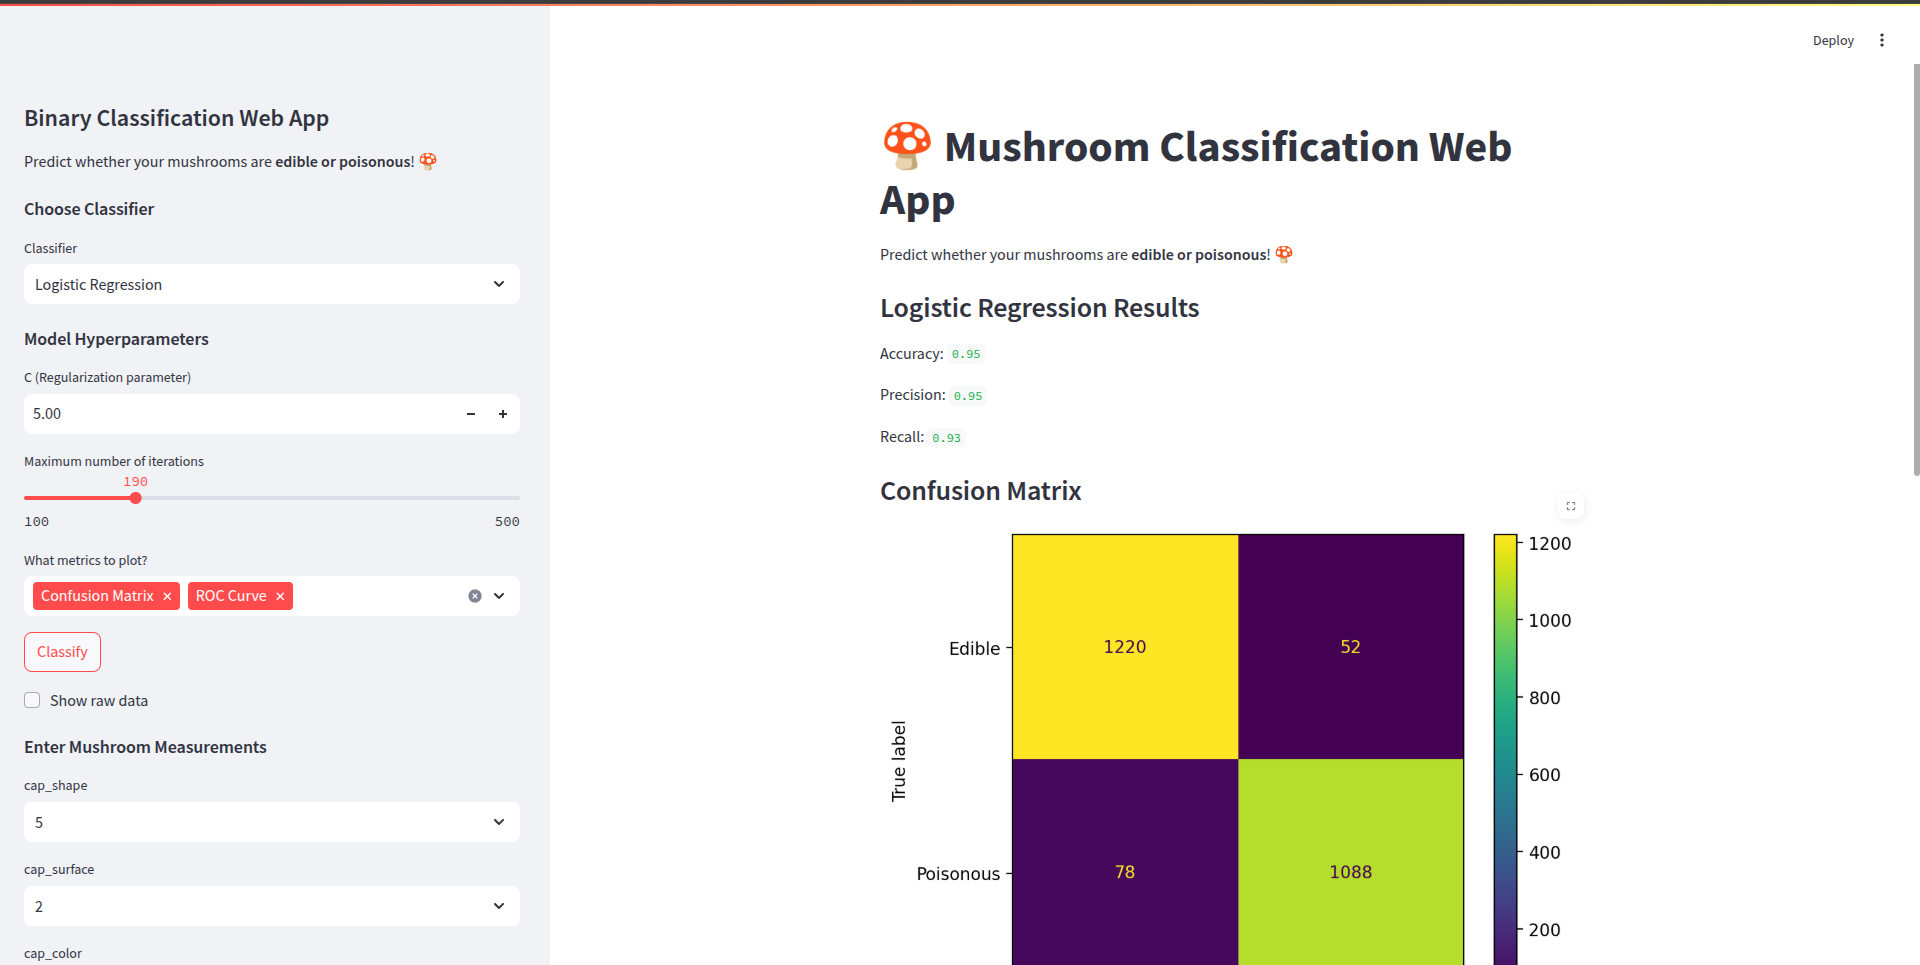 Deploy
Binary Classification Web App
Predict whether your mushrooms are edible or poisonous! 🍄
Choose Classifier
Classifier
Logistic Regression
Model Hyperparameters
C (Regularization parameter)
5.00
Maximum number of iterations
190
100 500
What metrics to plot?
Confusion Matrix ROC Curve
Classify
Show raw data
Enter Mushroom Measurements
cap_shape
5
cap_surface
2
cap_color
🍄 Mushroom Classification Web
App
Predict whether your mushrooms are edible or poisonous! 🍄
Logistic Regression Results
Accuracy: 0.95
Precision: 0.95
Recall: 0.93
Confusion Matrix
Edible 1220 52
Poisonous 78 1088
True label
1200
1000
800
600
400
200